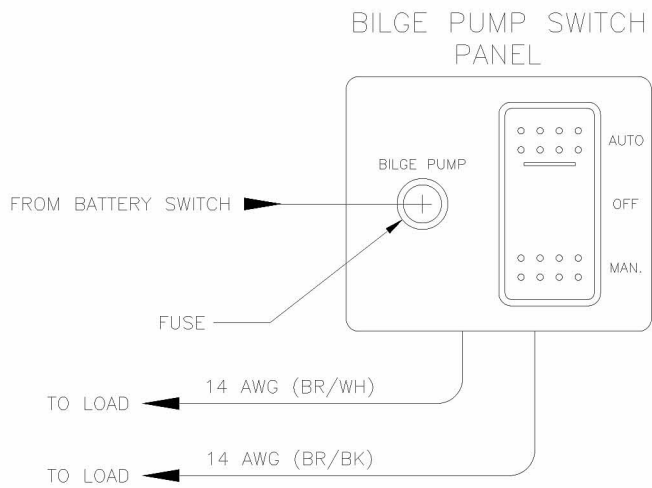 BILGE PUMP SWITCH
PANEL
AUTO
BILGE PUMP
FROM BATTERY SWITCH
OFF
MAN.
FUSE
14 AWG (BR/WH)
TO LOAD
14 AWG (BR/BK)
TO LOAD